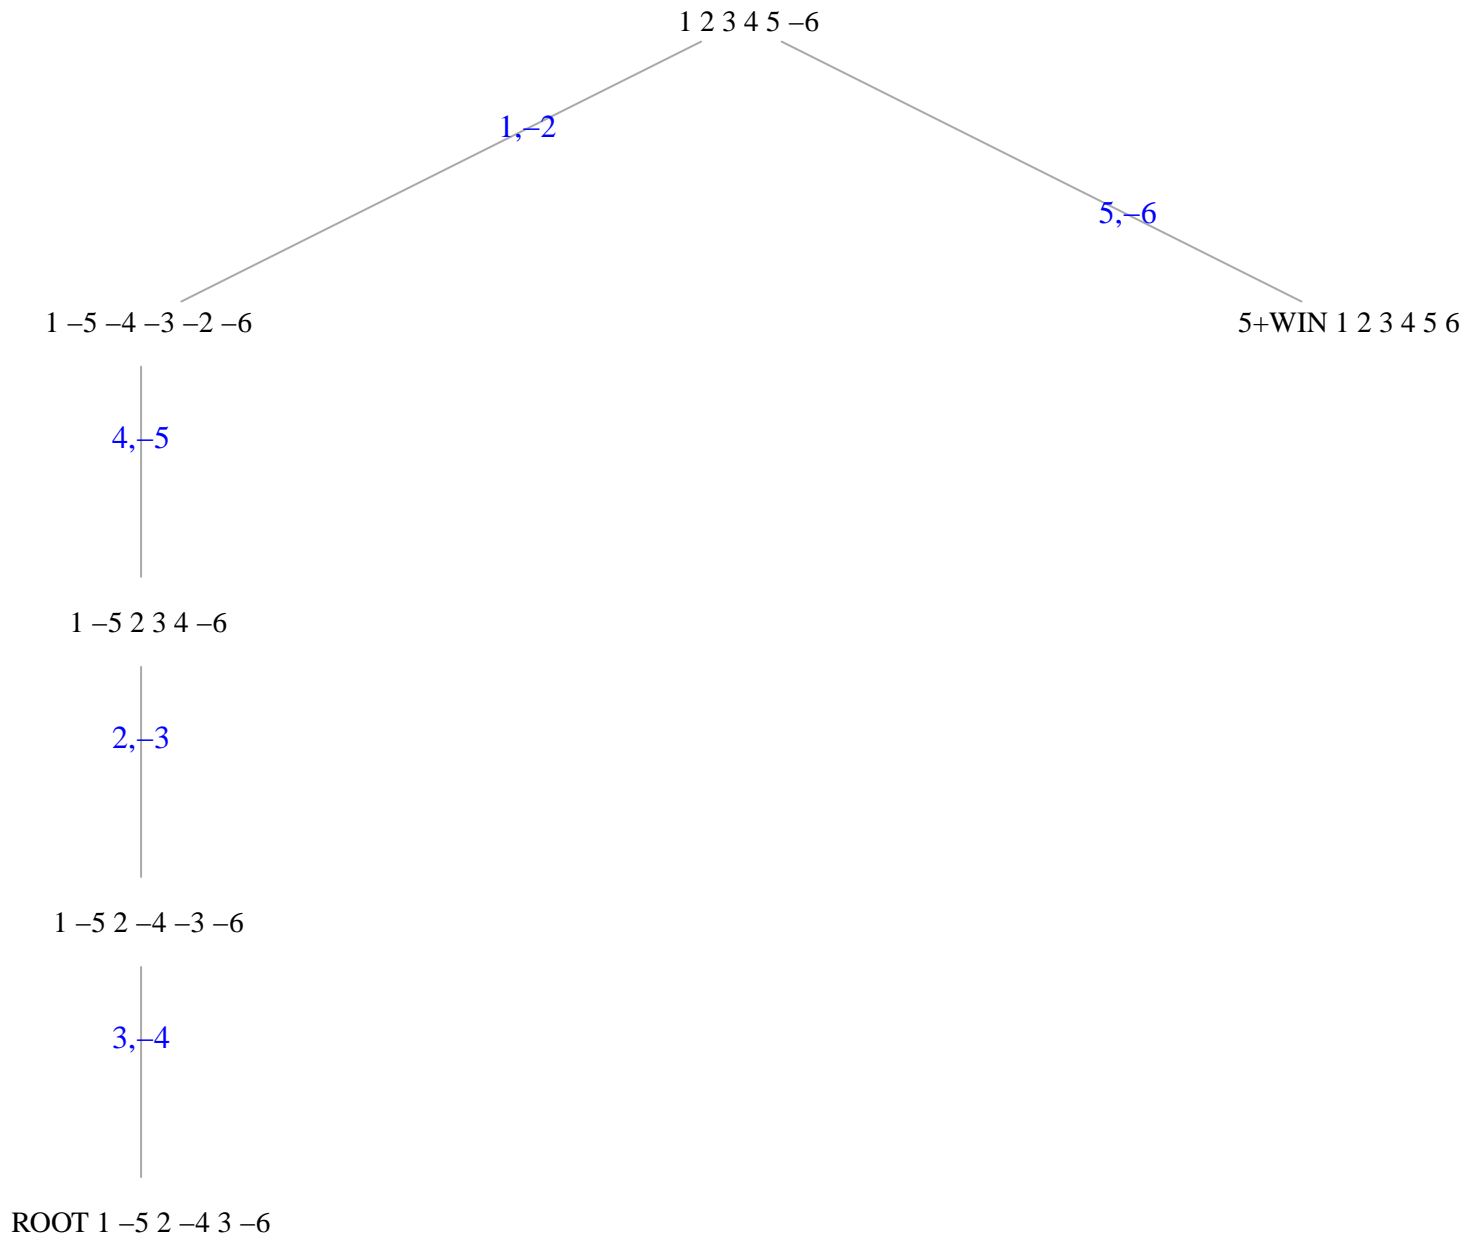 1 2 3 4 5 –6
1,–2
5,–6
1 –5 –4 –3 –2 –6
5+WIN 1 2 3 4 5 6
4,–5
1 –5 2 3 4 –6
2,–3
1 –5 2 –4 –3 –6
3,–4
ROOT 1 –5 2 –4 3 –6